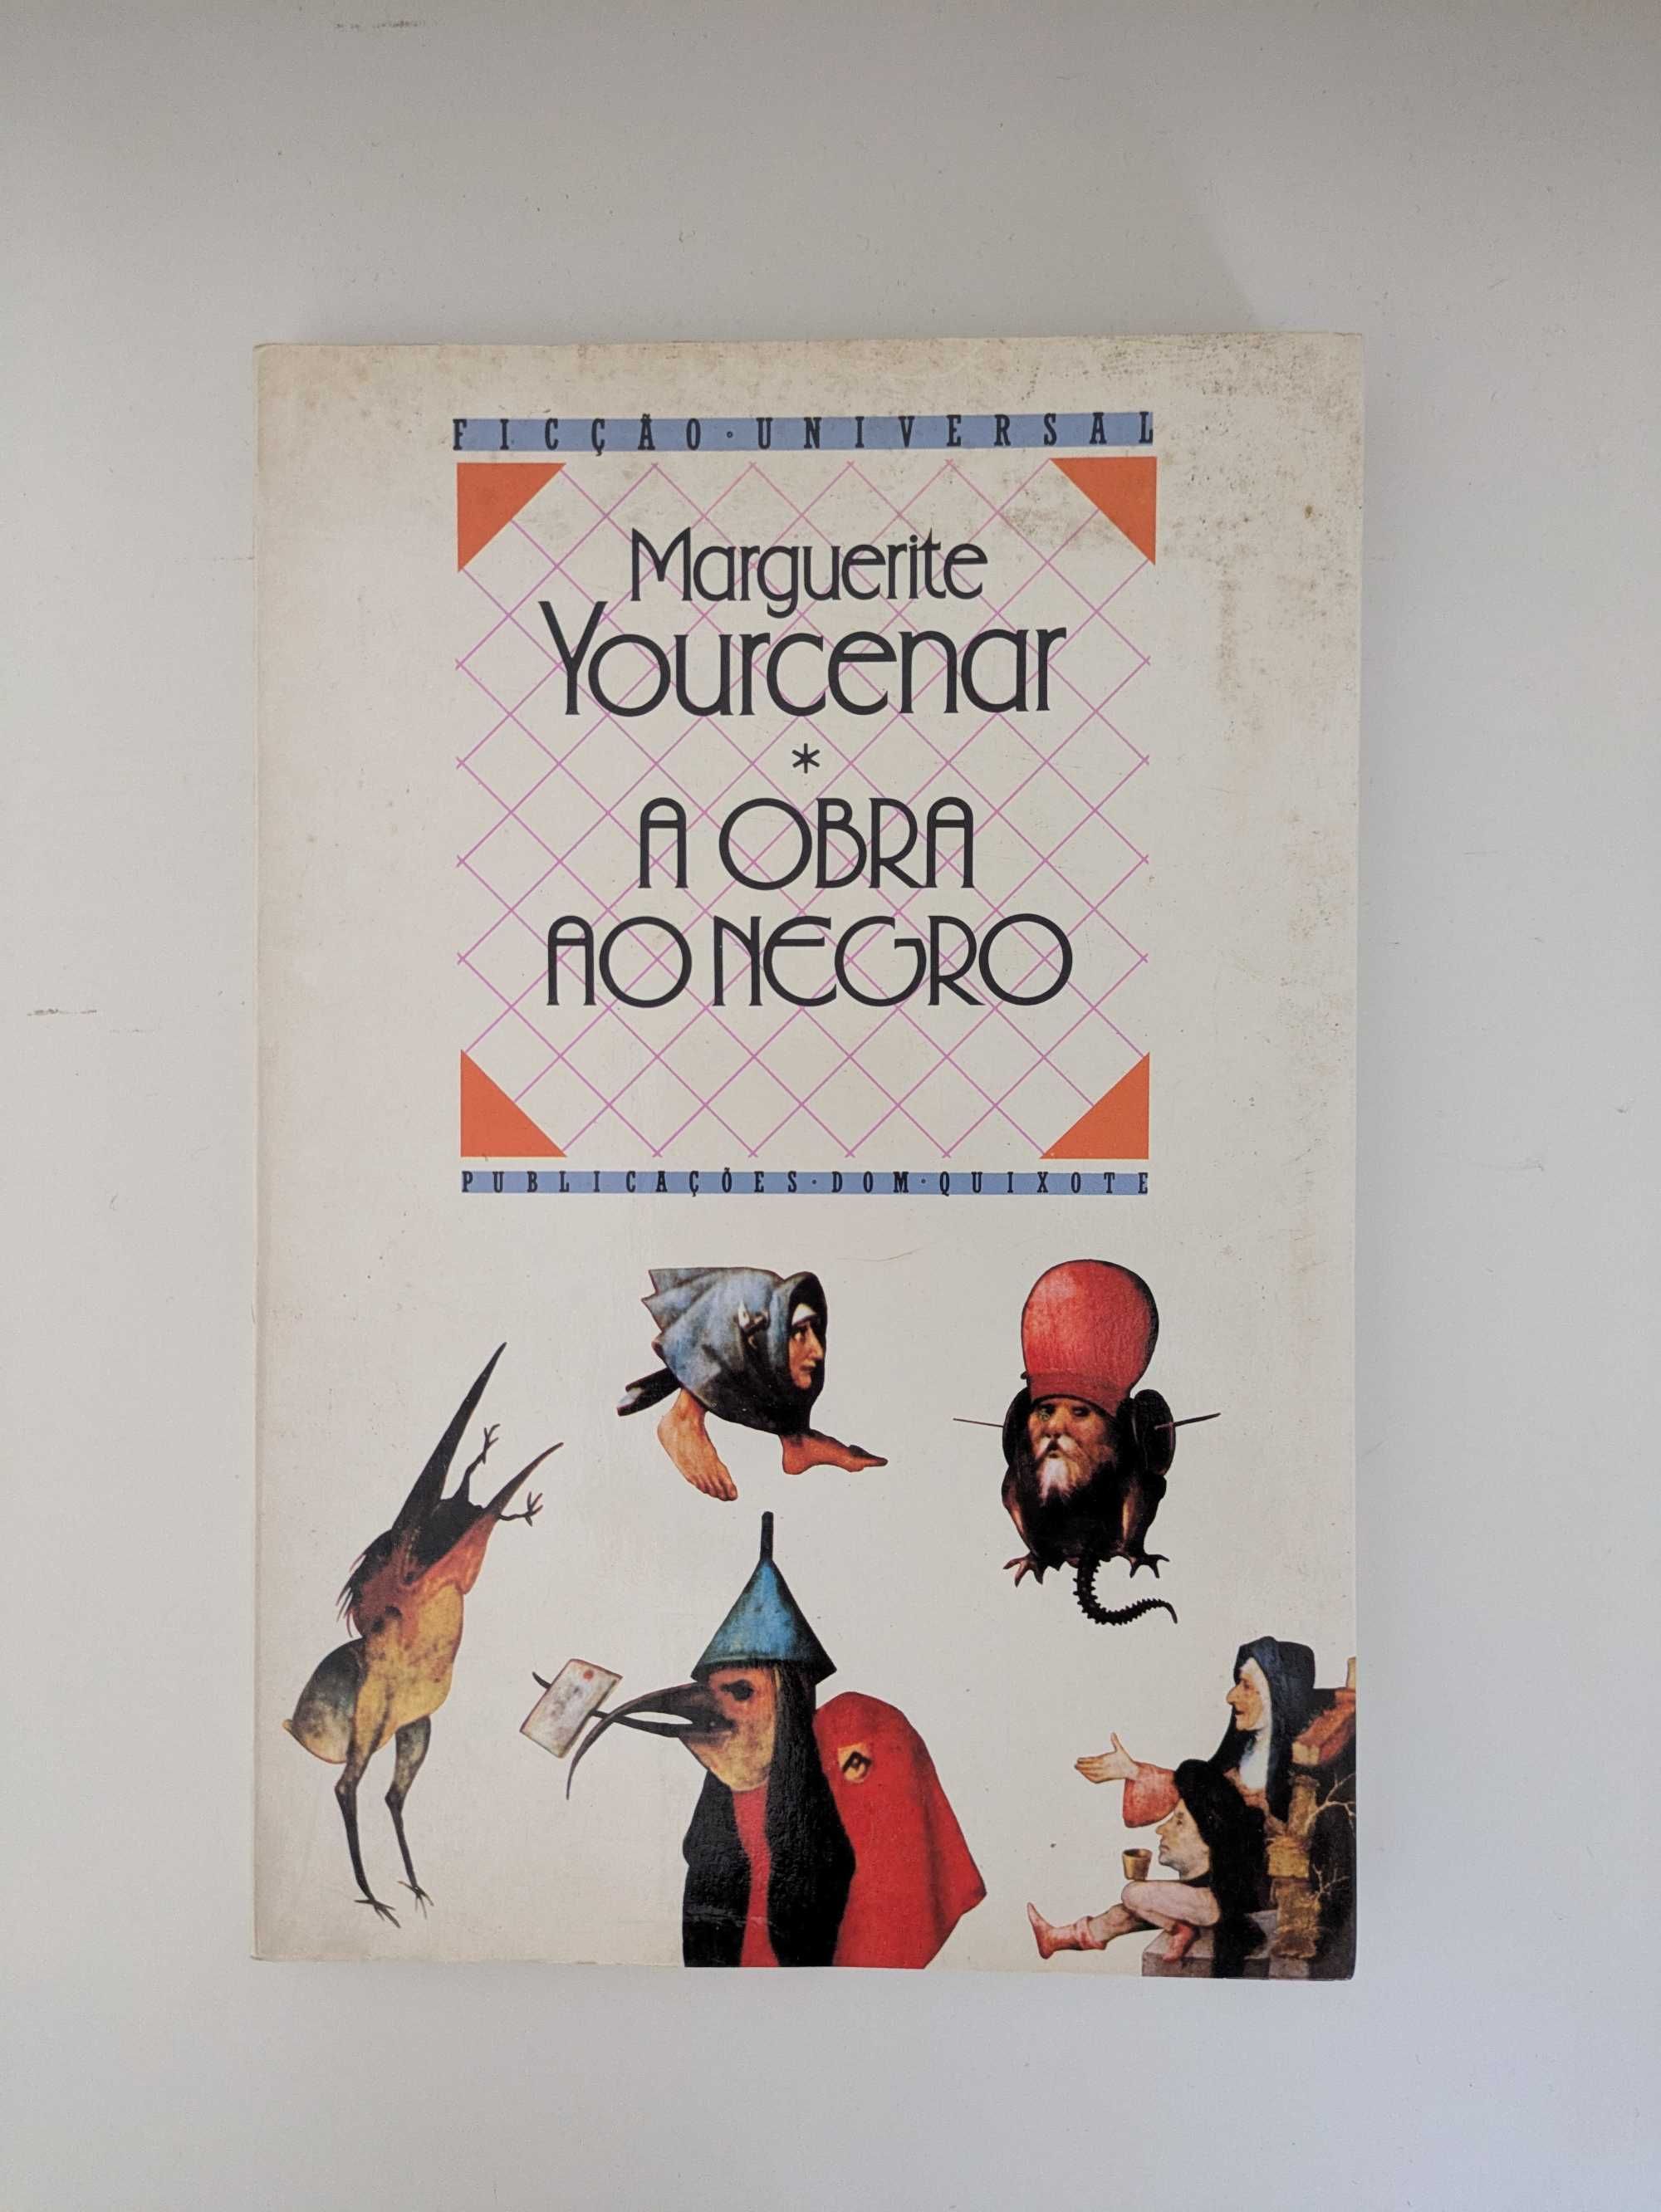 FICÇÃO·UNIVERSAL
Marguerite
Yourcenar
*
A OBRA
AO NEGRO
PUBLICAÇÕES·DOM·QUIXOTE